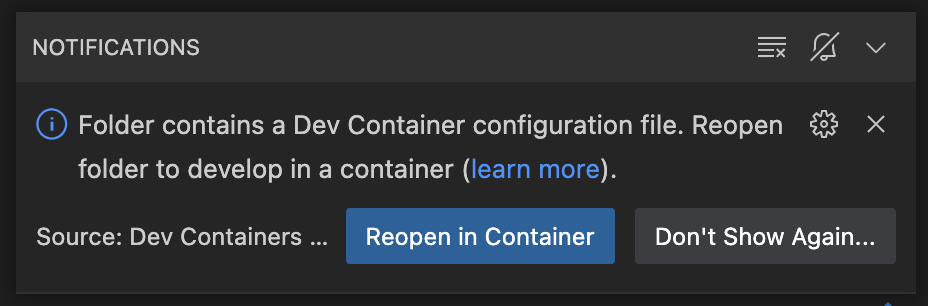 NOTIFICATIONS
Folder contains a Dev Container configuration file. Reopen
folder to develop in a container (learn more).
Source: Dev Containers ... Reopen in Container Don't Show Again...